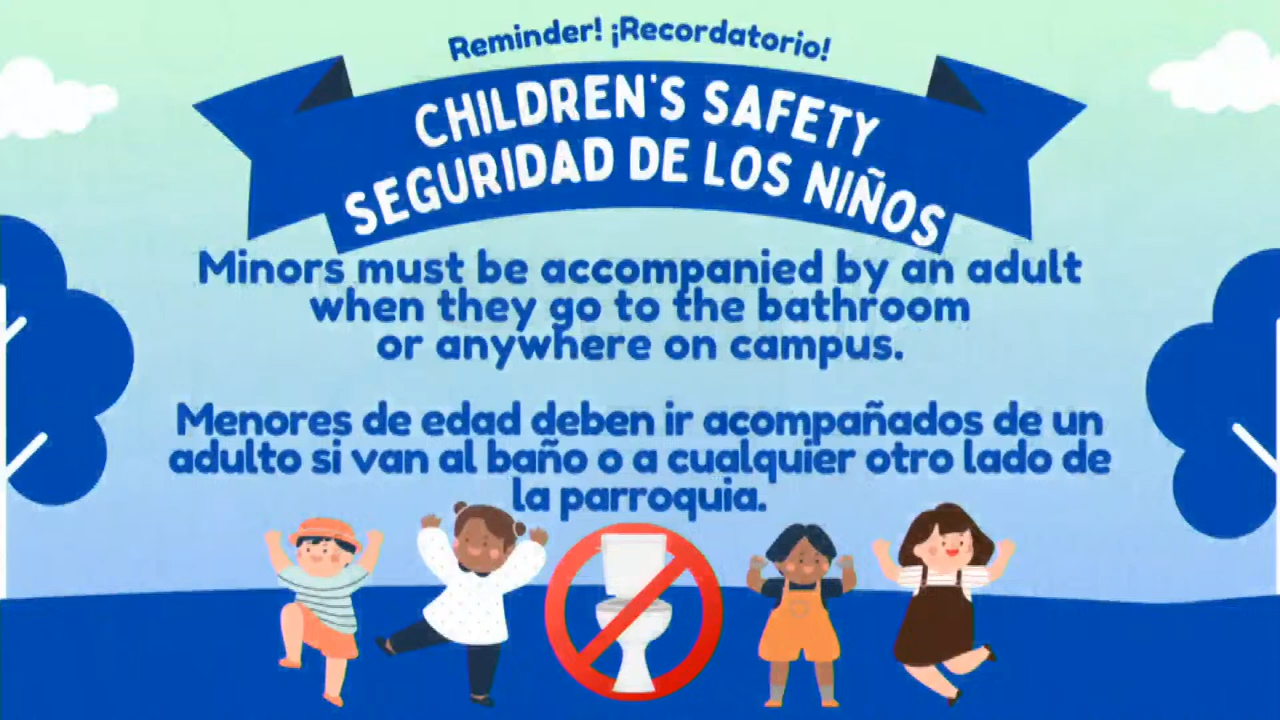 Reminder! ¡Recordatorio!
CHILDREN'S SAFETY
SEGURIDAD DE LOS NIÑOS
Minors must be accompanied by an adult
when they go to the bathroom
or anywhere on campus.
Menores de edad deben ir acompañados de un
adulto si van al baño o a cualquier otro lado de
la parroquia.